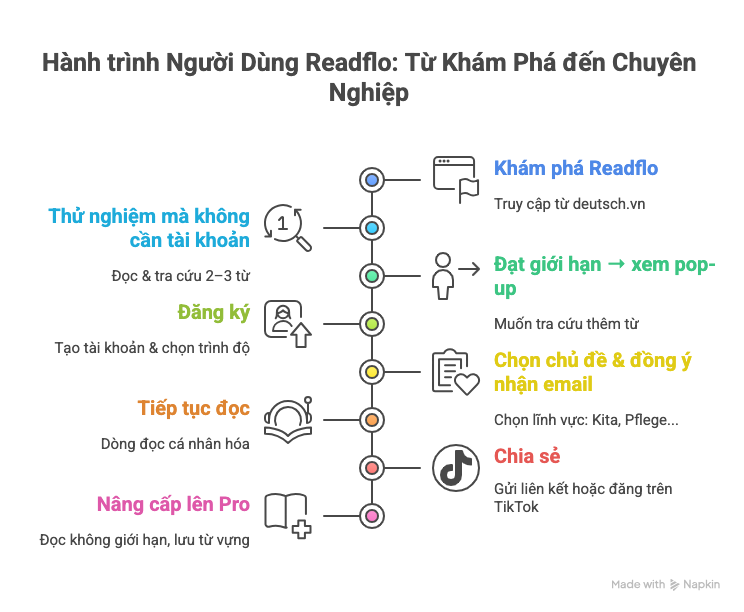 Hành trình Người Dùng Readflo: Từ Khám Phá đến Chuyên
Nghiệp
Khám phá Readflo
Truy cập từ deutsch.vn
Thử nghiệm mà không
cần tài khoản
1
Đọc & tra cứu 2–3 từ
Đạt giới hạn → xem pop-
up
Muốn tra cứu thêm từ
Đăng ký
Tạo tài khoản & chọn trình độ
Chọn chủ đề & đồng ý
nhận email
Chọn lĩnh vực: Kita, Pflege...
Tiếp tục đọc
Dòng đọc cá nhân hóa
Chia sẻ
Gửi liên kết hoặc đăng trên
TikTok
Nâng cấp lên Pro
Đọc không giới hạn, lưu từ vựng
Made with Napkin